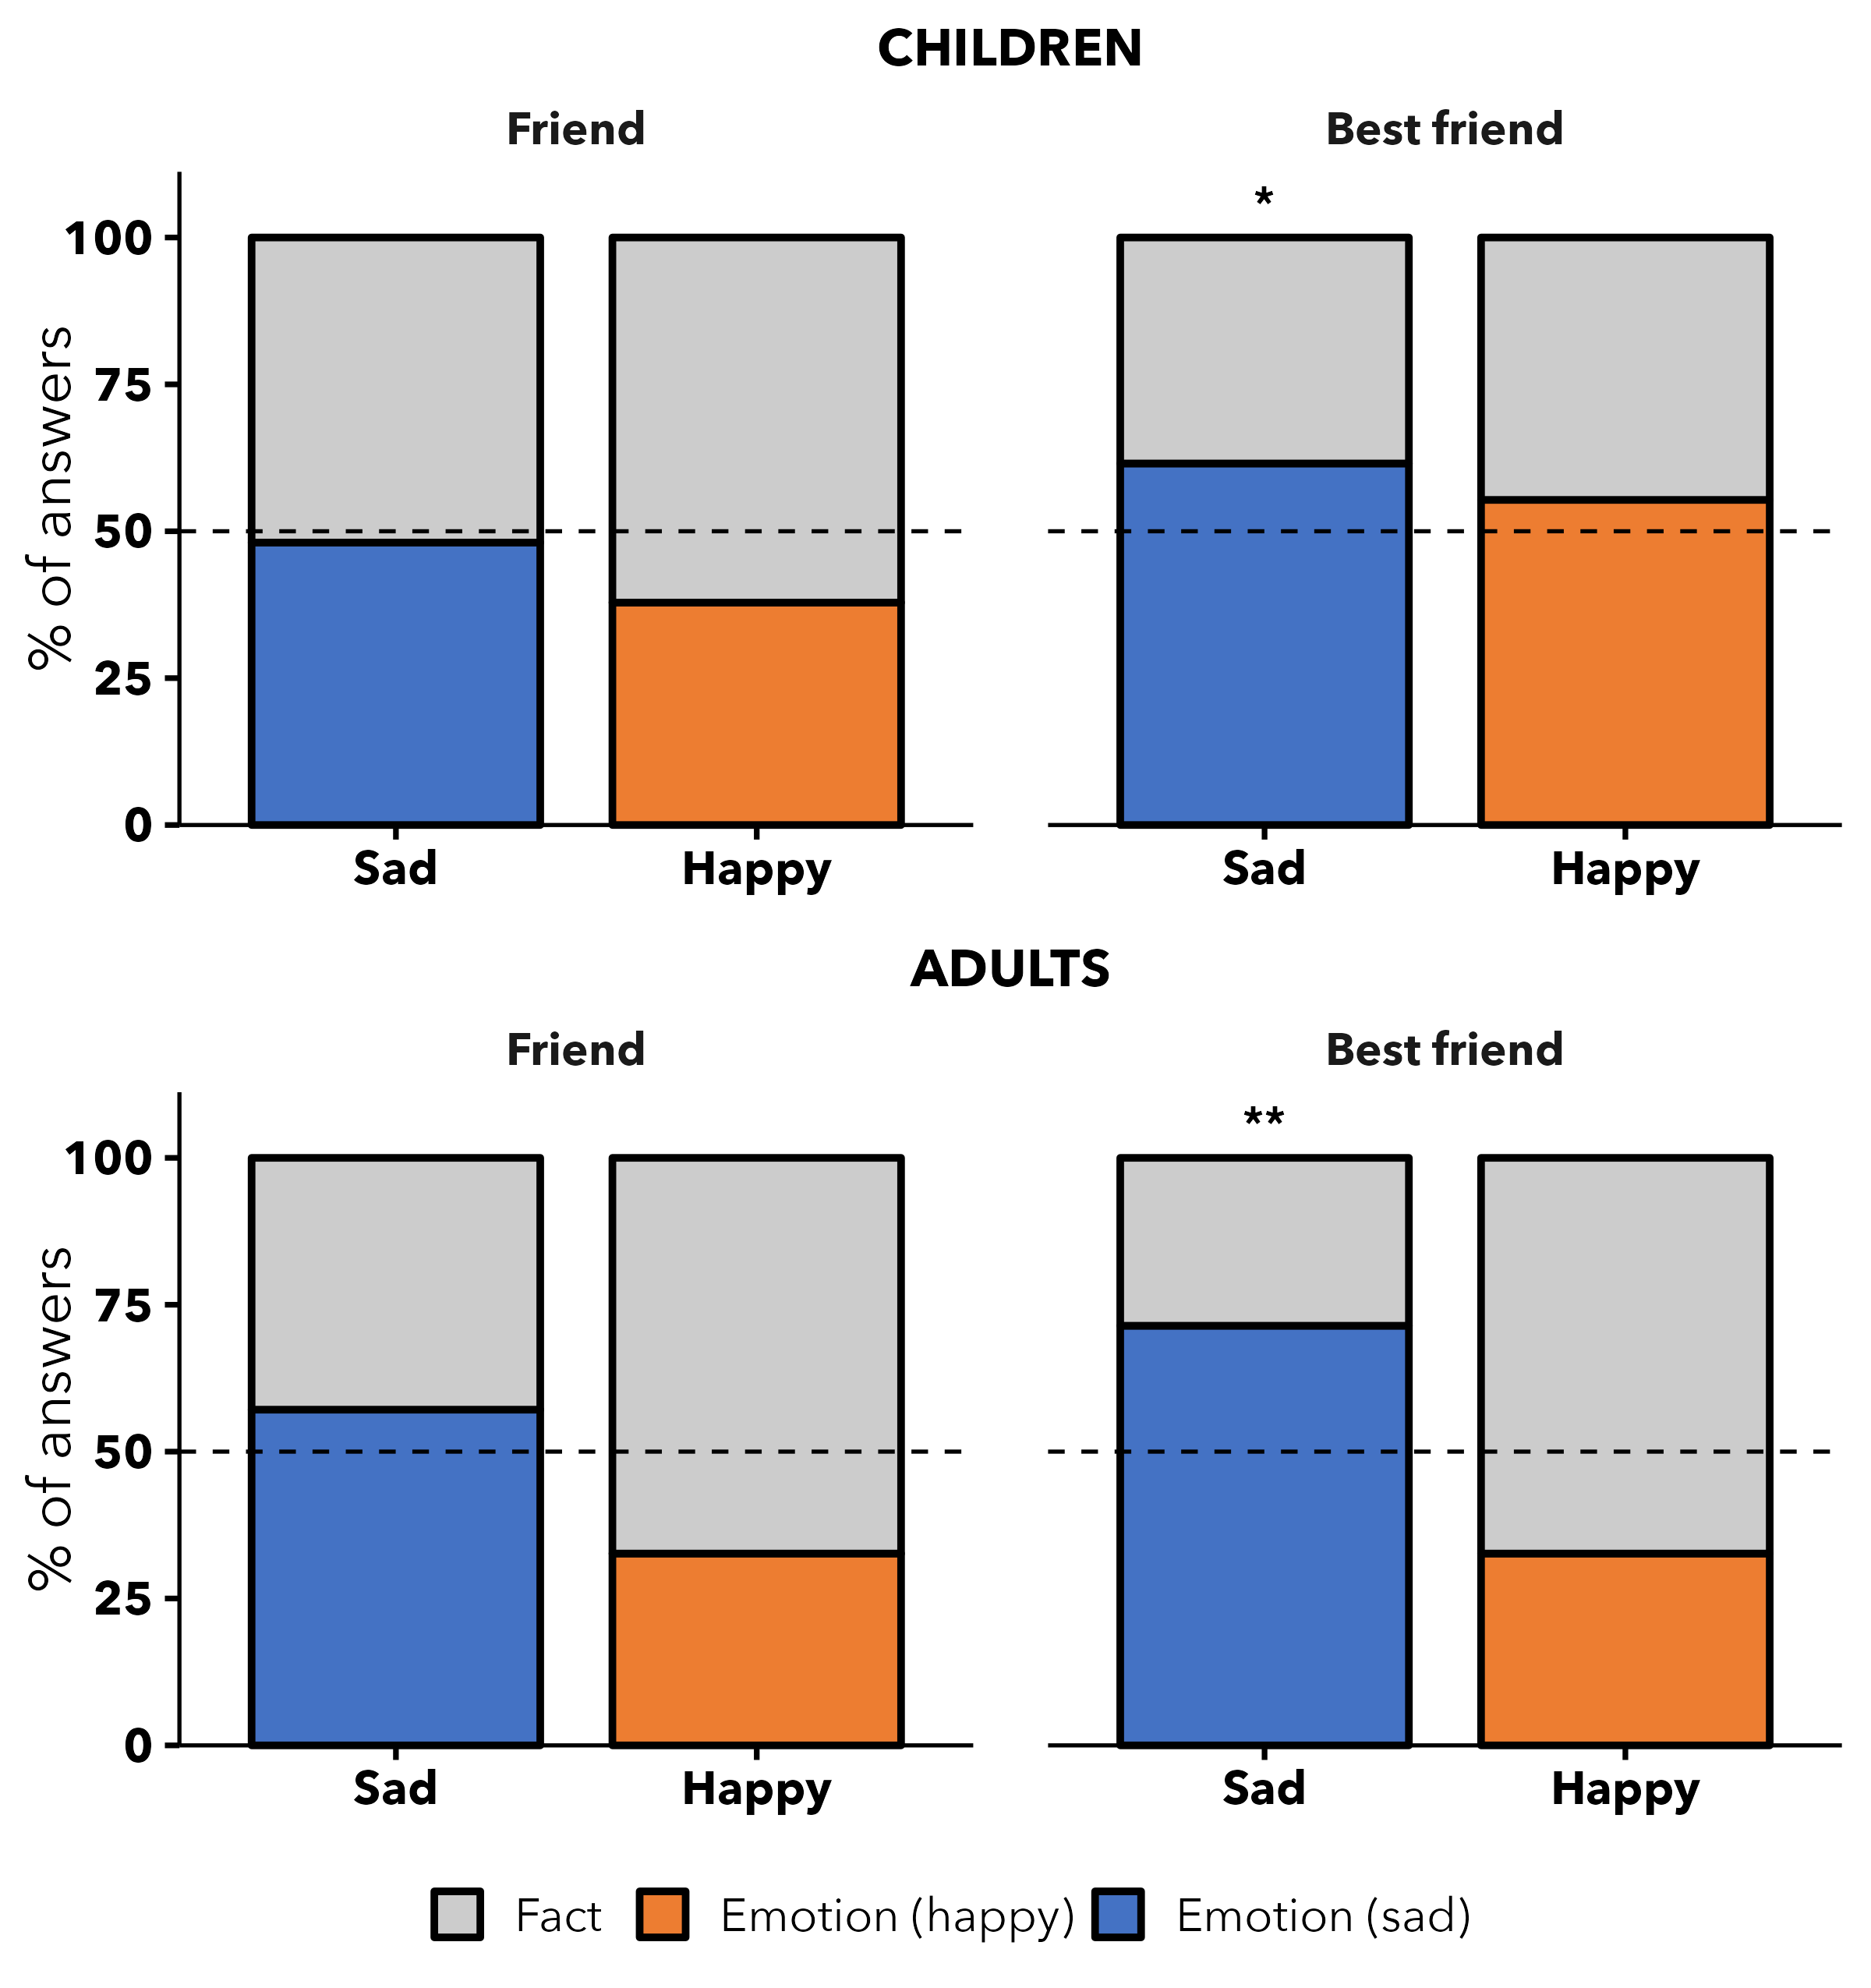 CHILDREN
Friend
Best friend
*
100
75
50
25
0
% of answers
Sad
Happy
Sad
Happy
ADULTS
Friend
Best friend
**
100
75
50
25
0
% of answers
Sad
Happy
Sad
Happy
Fact
Emotion (happy)
Emotion (sad)